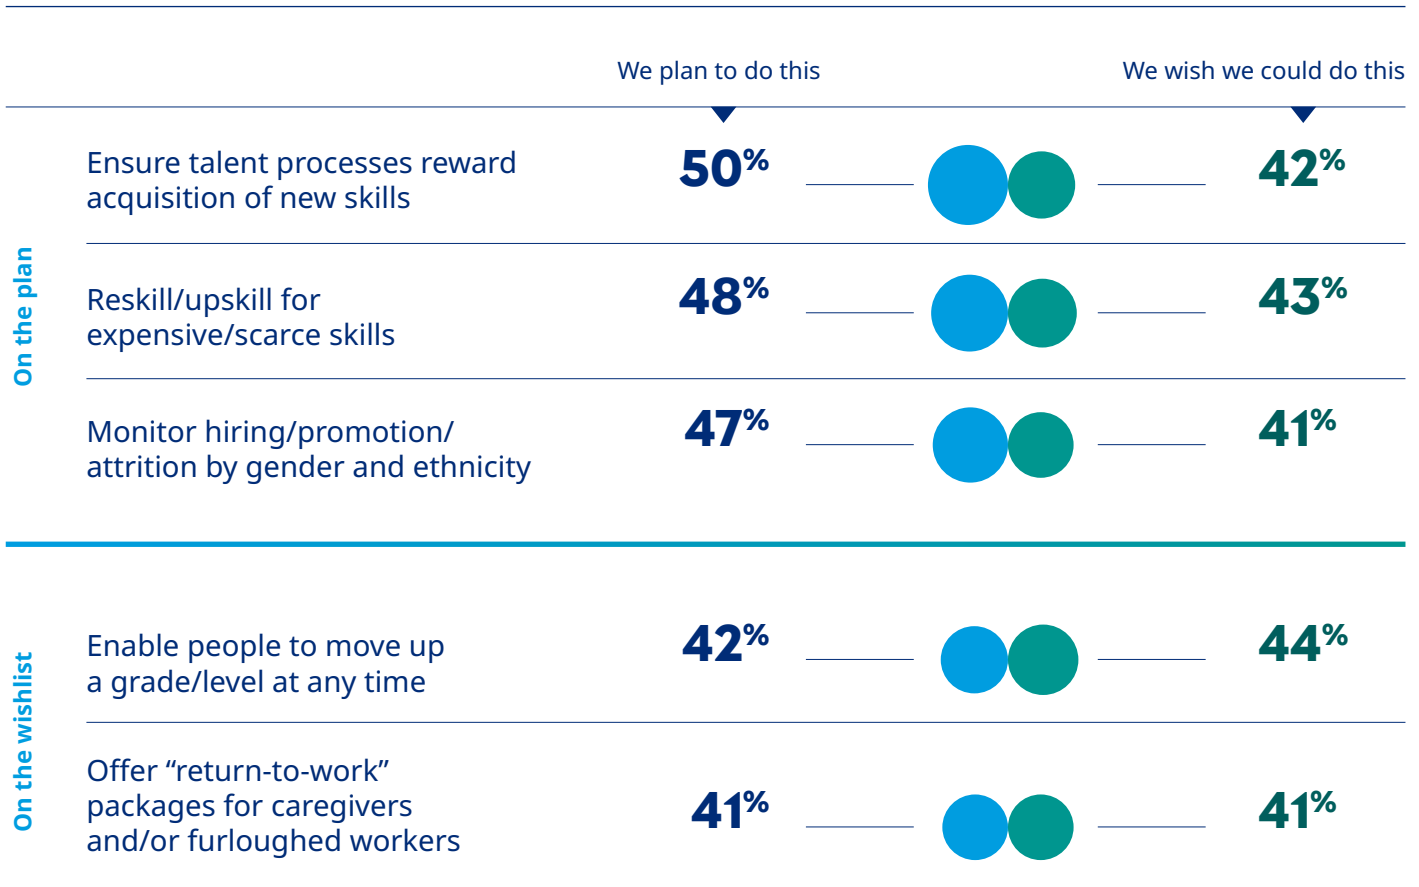 We plan to do this
We wish we could do this
On the plan
Ensure talent processes reward
acquisition of new skills
50%
42%
Reskill/upskill for
expensive/scarce skills
48%
43%
Monitor hiring/promotion/
attrition by gender and ethnicity
47%
41%
On the wishlist
Enable people to move up
a grade/level at any time
42%
44%
Offer “return-to-work”
packages for caregivers
and/or furloughed workers
41%
41%